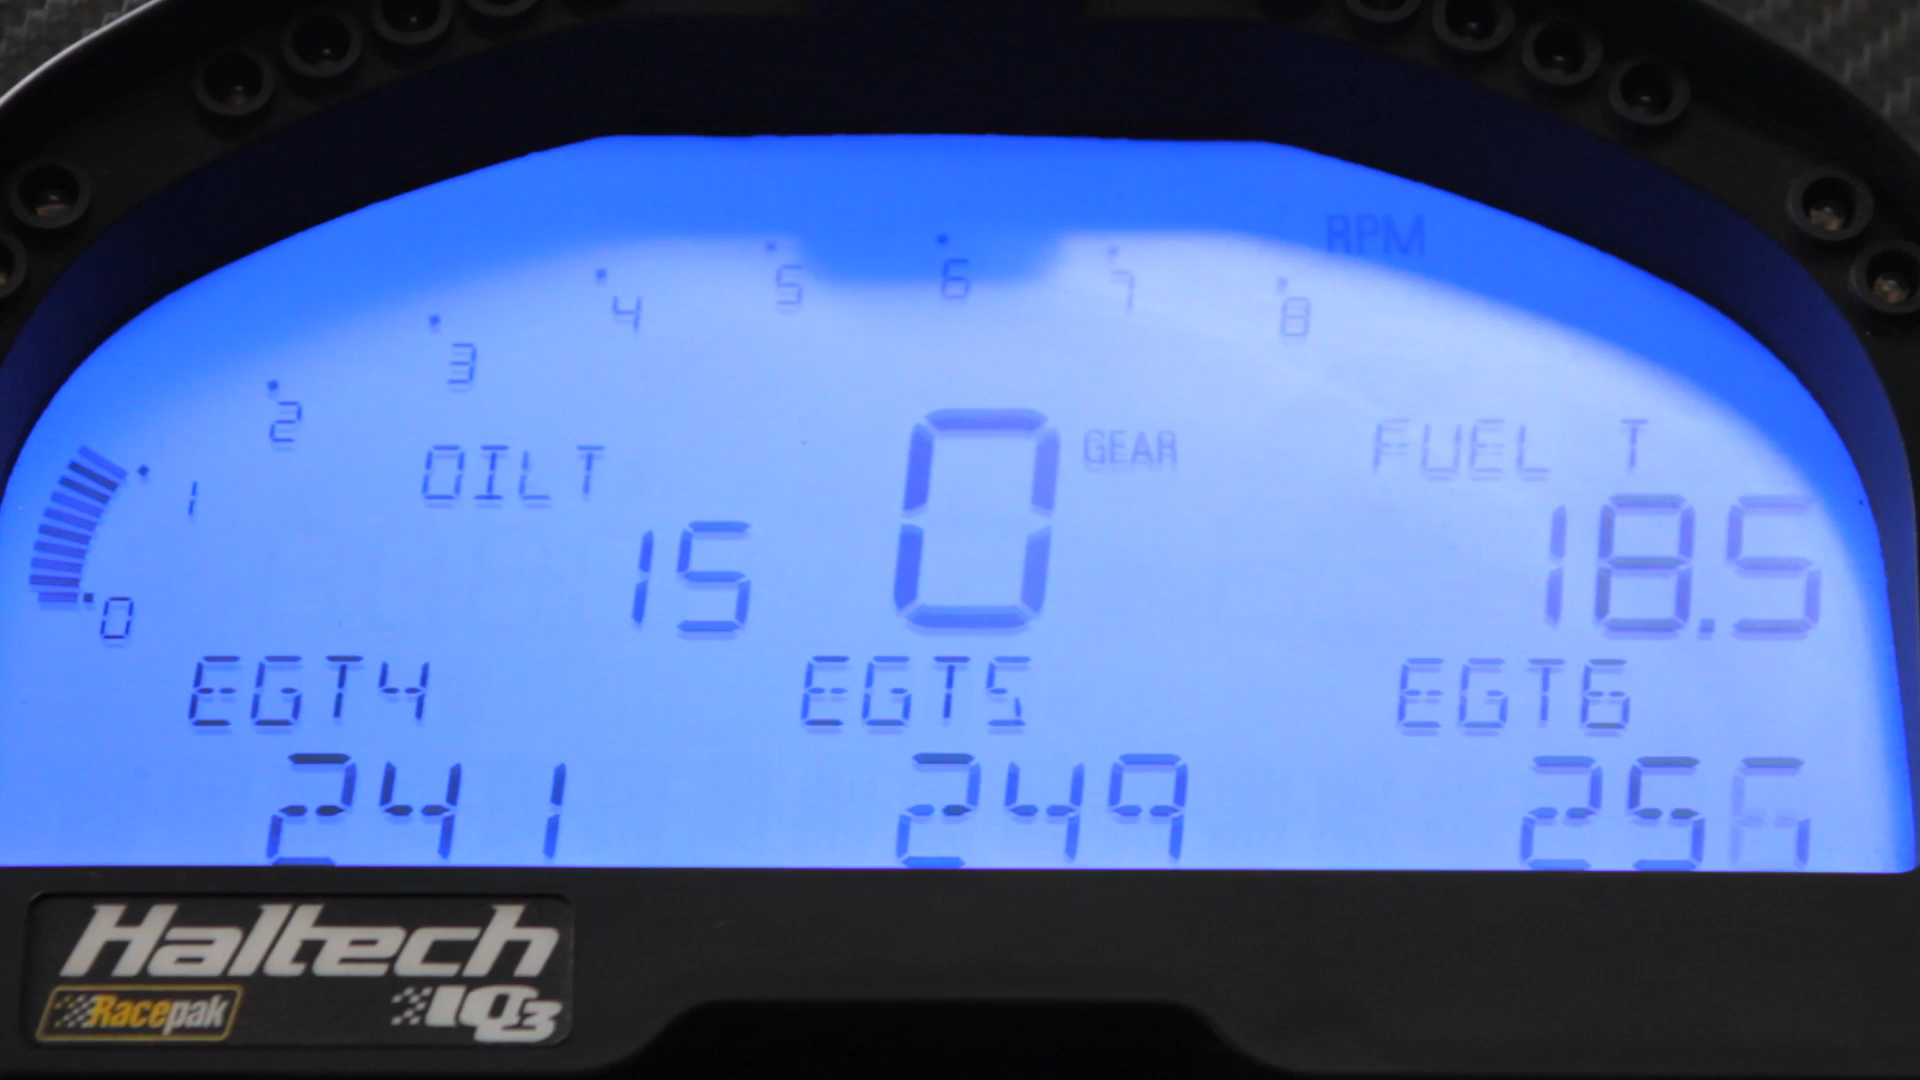 RPM
0 1 2 3 4 5 6 7 8
OILT
15
0 GEAR
FUEL T
18.5
EGT4
241
EGT5
249
EGT6
Haltech
Racepak
IQ3